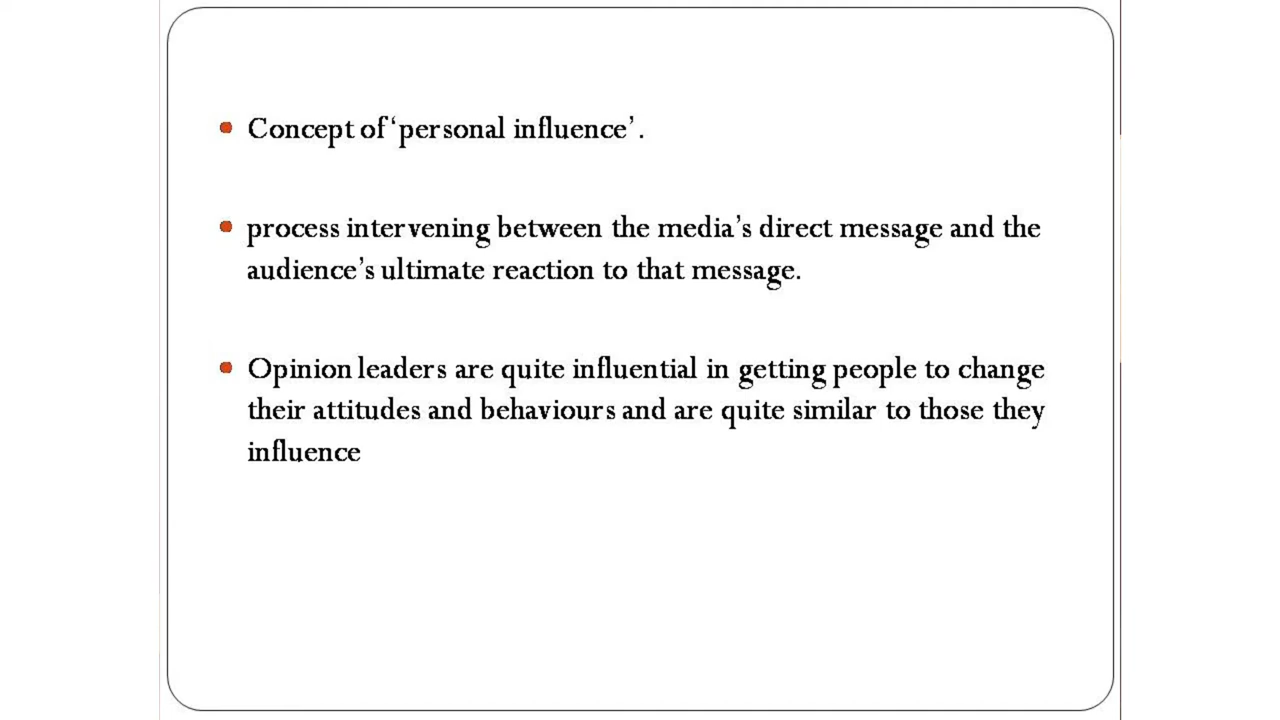 • Concept of ‘personal influence’.
• process intervening between the media’s direct message and the
audience’s ultimate reaction to that message.
• Opinion leaders are quite influential in getting people to change
their attitudes and behaviours and are quite similar to those they
influence